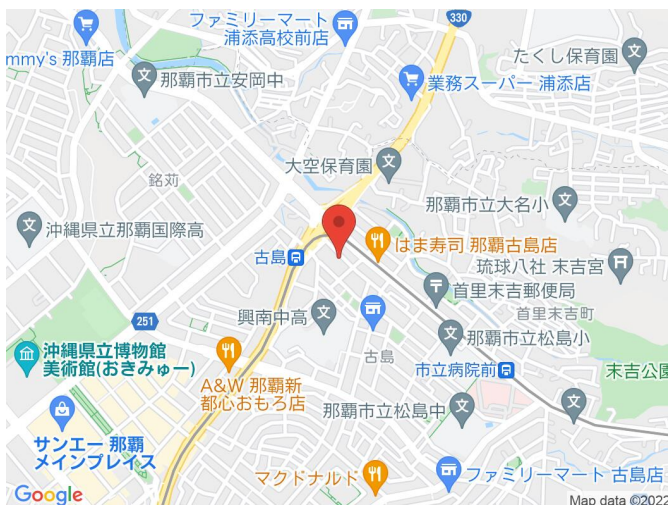 ファミリーマート
浦添高校前店
330
たくし保育園
mmy's 那覇店
那覇市立安岡中
業務スーパー 浦添店
大空保育園
銘苅
那覇市立大名小
沖縄県立那覇国際高
古島
はま寿司 那覇古島店
琉球八社 末吉宮
首里末吉郵便局
首里末吉町
251
興南中高
沖縄県立博物館
美術館(おきみゅー)
那覇市立松島小
古島
市立病院前
末吉公園
A&W 那覇新
都心おもろ店
那覇市立松島中
サンエー 那覇
メインプレイス
マクドナルド
ファミリーマート 古島店
Google
Map data ©2022